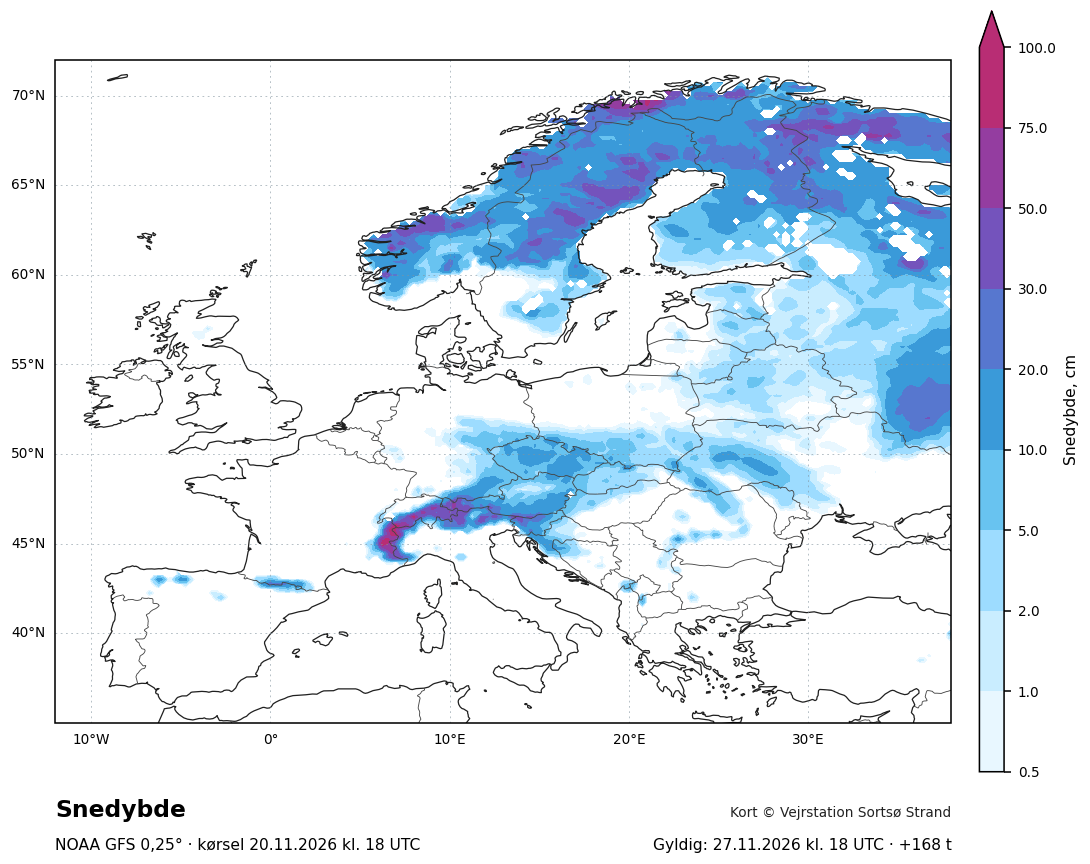 100.0
75.0
50.0
30.0
20.0
10.0
5.0
2.0
1.0
0.5
Snedybde, cm
70°N
65°N
60°N
55°N
50°N
45°N
40°N
10°W 0° 10°E 20°E 30°E
Snedybde
Kort © Vejrstation Sortsø Strand
NOAA GFS 0,25° · kørsel 20.11.2026 kl. 18 UTC
Gyldig: 27.11.2026 kl. 18 UTC · +168 t